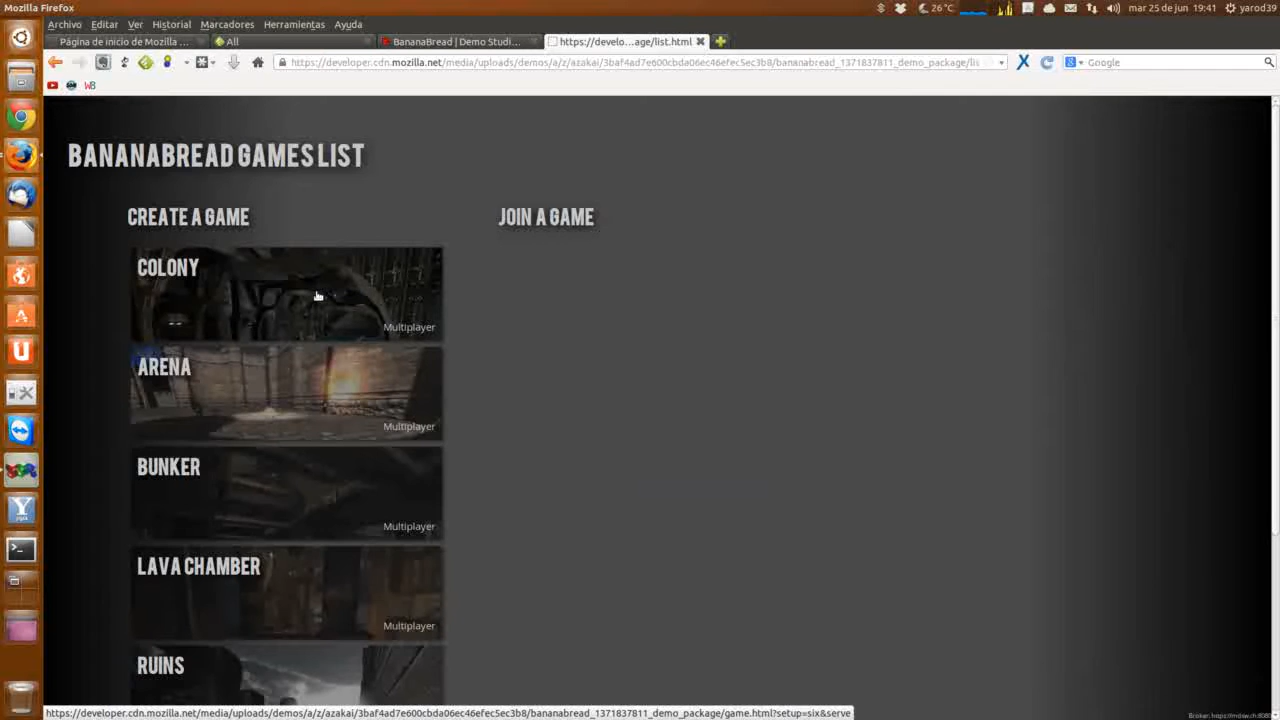 Mozilla Firefox
26 °C
mar 25 de jun
19:41
yarod39
Archivo Editar Ver Historial Marcadores Herramientas Ayuda
Página de inicio de Mozilla ...
All
BananaBread | Demo Studi...
https://develo...age/list.html
https://developer.cdn.mozilla.net/media/uploads/demos/a/z/azakai/3baf4ad7e600cbda06ec46efec5ec3b8/bananabread_1371837811_demo_package/lis
Google
W3
BANANABREAD GAMES LIST
CREATE A GAME
JOIN A GAME
COLONY
Multiplayer
ARENA
Multiplayer
BUNKER
Multiplayer
LAVA CHAMBER
Multiplayer
RUINS
https://developer.cdn.mozilla.net/media/uploads/demos/a/z/azakai/3baf4ad7e600cbda06ec46efec5ec3b8/bananabread_1371837811_demo_package/game.html?setup=six&serve